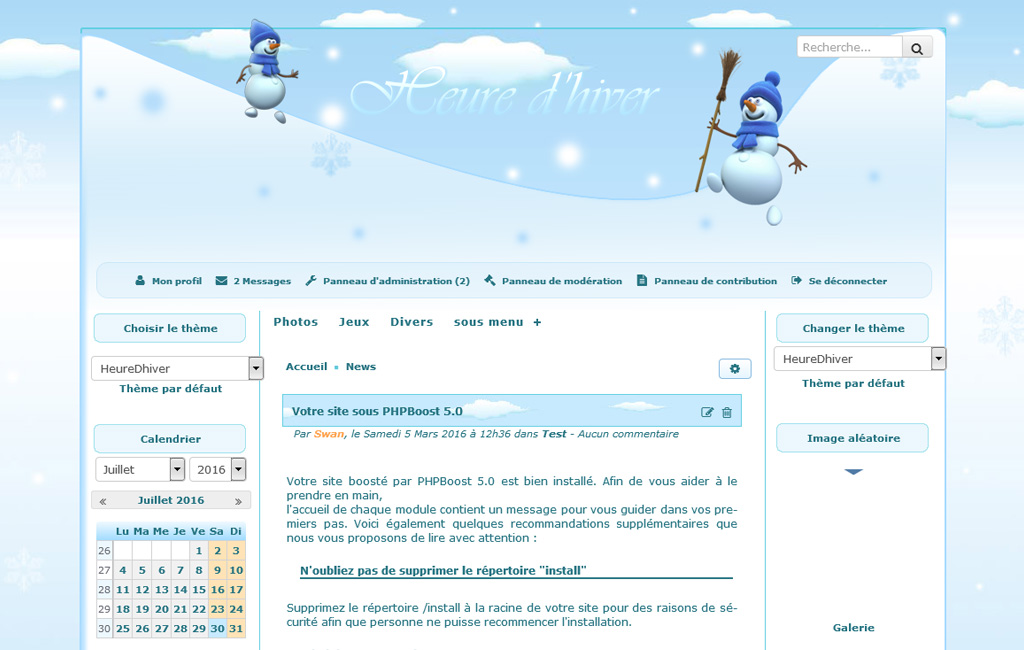 Recherche...
Heure d'hiver
Mon profil 2 Messages Panneau d'administration (2) Panneau de modération Panneau de contribution Se déconnecter
Choisir le thème
HeureDhiver
Thème par défaut
Calendrier
Juillet 2016
« Juillet 2016 »
Lu Ma Me Je Ve Sa Di
26 1 2 3
27 4 5 6 7 8 9 10
28 11 12 13 14 15 16 17
29 18 19 20 21 22 23 24
30 25 26 27 28 29 30 31
Photos Jeux Divers sous menu +
Accueil News
Votre site sous PHPBoost 5.0
Par Swan, le Samedi 5 Mars 2016 à 12h36 dans Test - Aucun commentaire
Votre site boosté par PHPBoost 5.0 est bien installé. Afin de vous aider à le
prendre en main,
l'accueil de chaque module contient un message pour vous guider dans vos pre-
miers pas. Voici également quelques recommandations supplémentaires que
nous vous proposons de lire avec attention :
N'oubliez pas de supprimer le répertoire "install"
Supprimez le répertoire /install à la racine de votre site pour des raisons de sé-
curité afin que personne ne puisse recommencer l'installation.
Changer le thème
HeureDhiver
Thème par défaut
Image aléatoire
Galerie